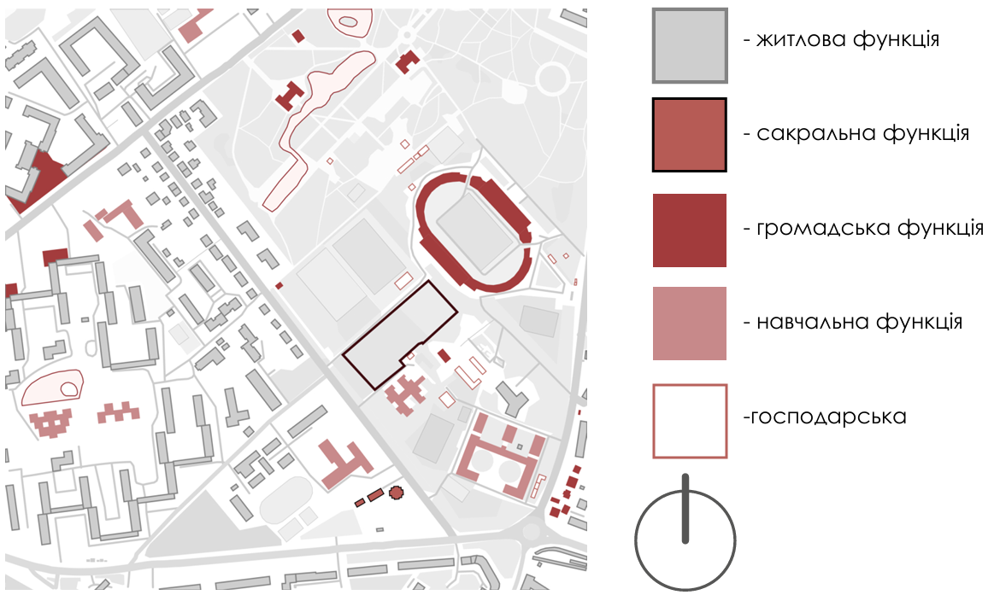 - житлова функція
- сакральна функція
- громадська функція
- навчальна функція
-господарська